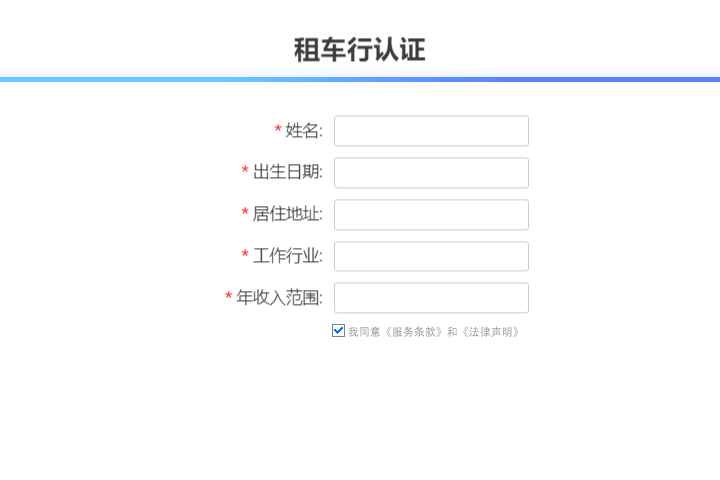 租车行认证
* 姓名:
* 出生日期:
* 居住地址:
* 工作行业:
* 年收入范围:
我同意《服务条款》和《法律声明》